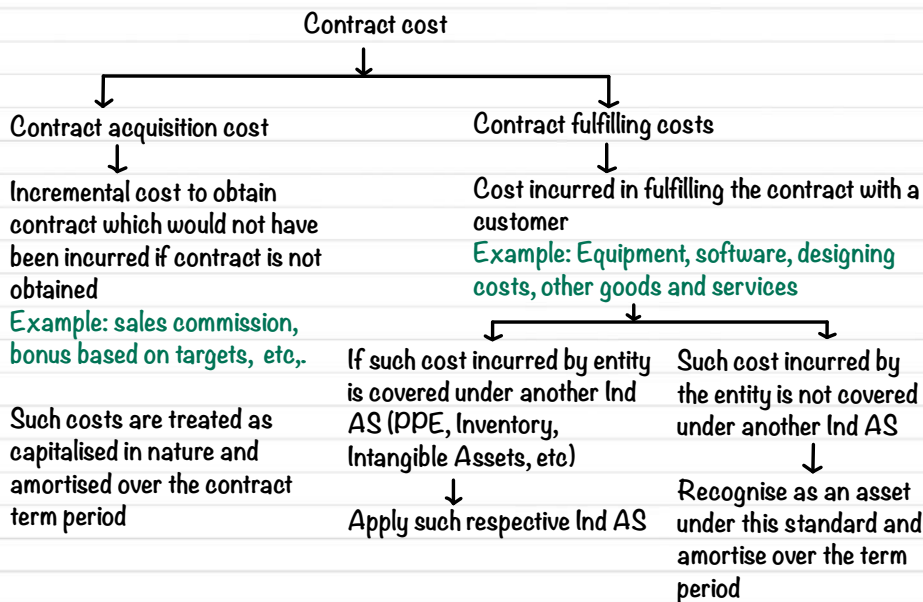 Contract cost
Contract acquisition cost
Incremental cost to obtain
contract which would not have
been incurred if contract is not
obtained
Example: sales commission,
bonus based on targets, etc,.
Such costs are treated as
capitalised in nature and
amortised over the contract
term period
Contract fulfilling costs
Cost incurred in fulfilling the contract with a
customer
Example: Equipment, software, designing
costs, other goods and services
If such cost incurred by entity
is covered under another Ind
AS (PPE, Inventory,
Intangible Assets, etc)
Apply such respective Ind AS
Such cost incurred by
the entity is not covered
under another Ind AS
Recognise as an asset
under this standard and
amortise over the term
period